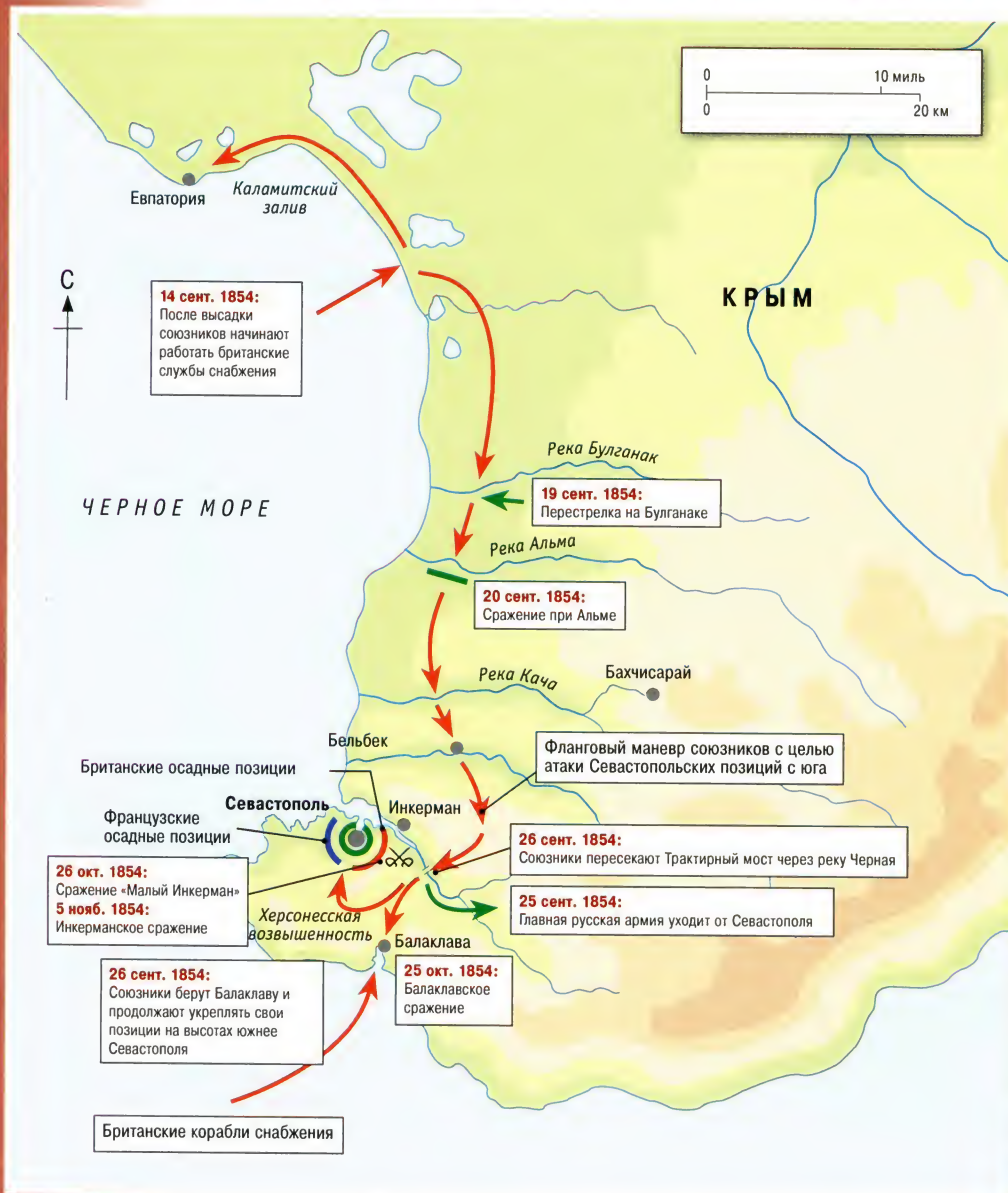 0
10 миль
0
20 км
Евпатория
Каламитский
залив
С
14 сент. 1854:
После высадки
союзников начинают
работать британские
службы снабжения
КРЫМ
Река Булганак
19 сент. 1854:
Перестрелка на Булганаке
ЧЕРНОЕ МОРЕ
Река Альма
20 сент. 1854:
Сражение при Альме
Река Кача
Бахчисарай
Бельбек
Фланговый маневр союзников с целью
атаки Севастопольских позиций с юга
Британские осадные позиции
Севастополь
Инкерман
Французские
осадные позиции
26 сент. 1854:
Союзники пересекают Трактирный мост через реку Черная
26 окт. 1854:
Сражение «Малый Инкерман»
5 нояб. 1854:
Инкерманское сражение
25 сент. 1854:
Главная русская армия уходит от Севастополя
Херсонесская
возвышенность
Балаклава
26 сент. 1854:
Союзники берут Балаклаву и
продолжают укреплять свои
позиции на высотах южнее
Севастополя
25 окт. 1854:
Балаклавское
сражение
Британские корабли снабжения